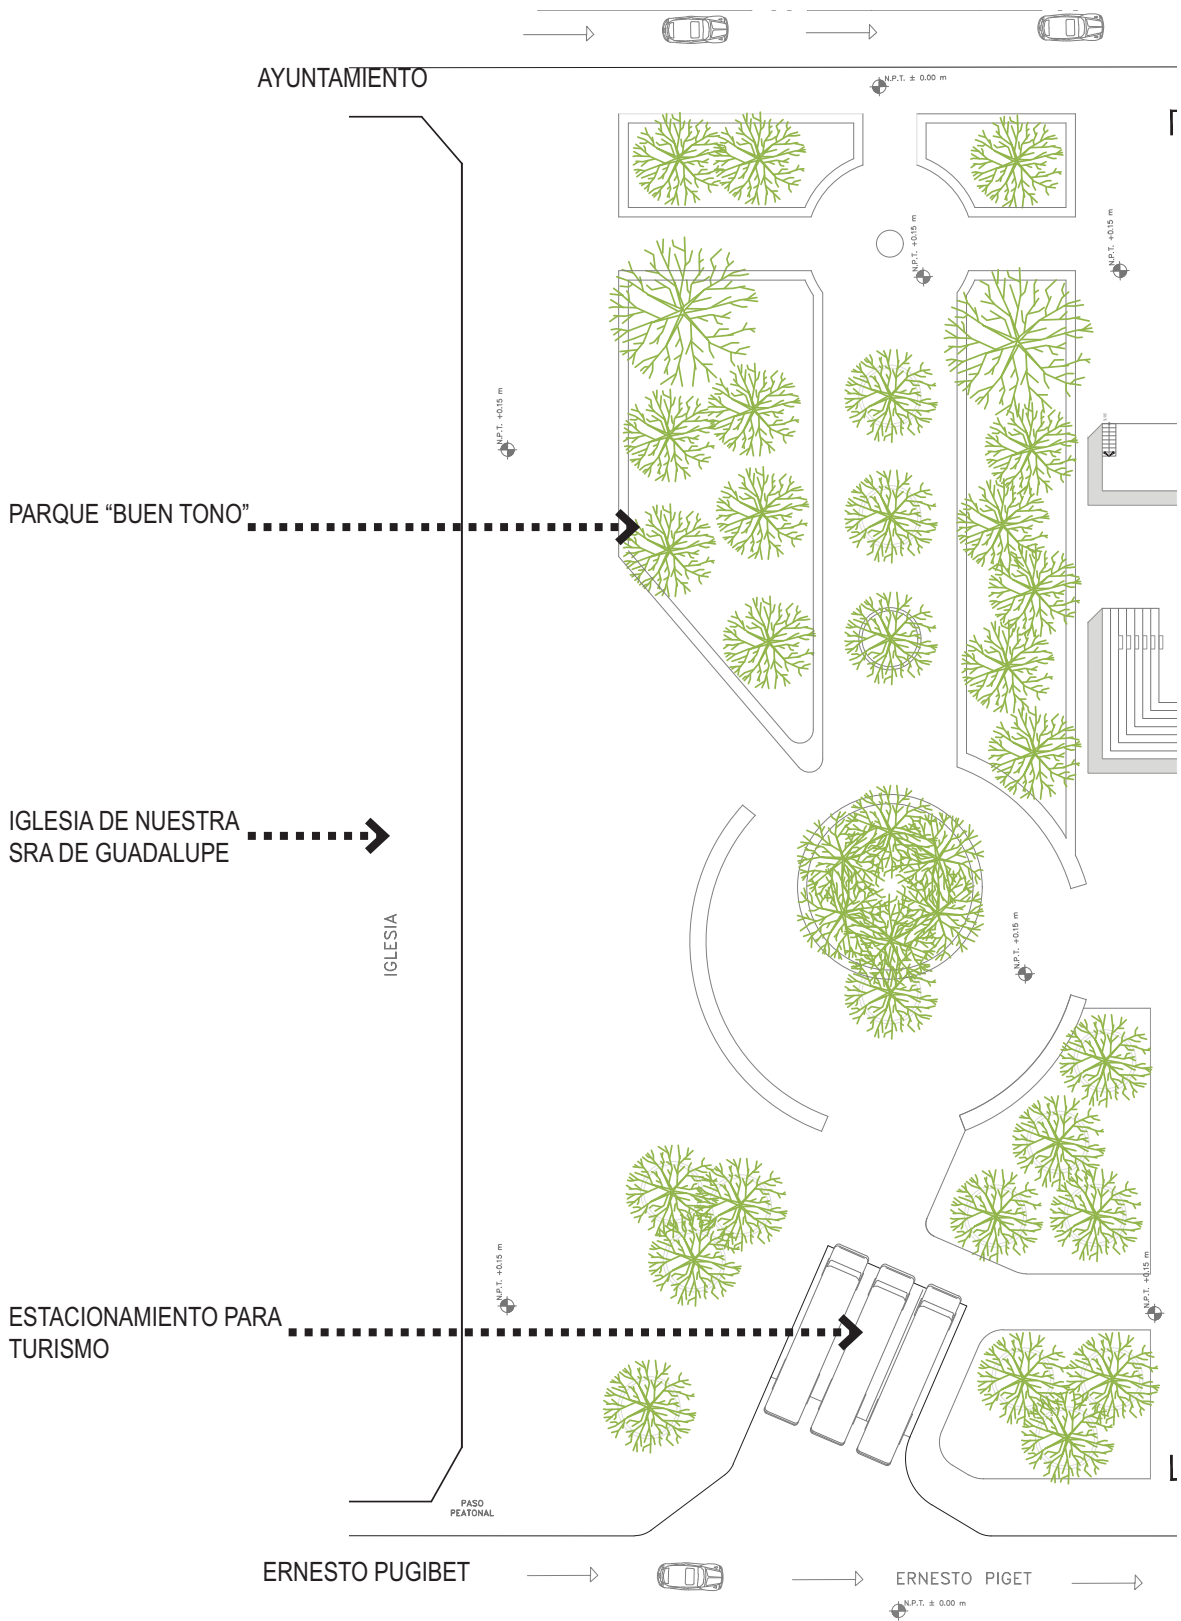 AYUNTAMIENTO
N.P.T. ± 0.00 m
N.P.T. +0.15 m
N.P.T. +0.15 m
N.P.T. +0.15 m
PARQUE “BUEN TONO”
IGLESIA DE NUESTRA
SRA DE GUADALUPE
IGLESIA
N.P.T. +0.15 m
N.P.T. +0.15 m
N.P.T. +0.15 m
ESTACIONAMIENTO PARA
TURISMO
PASO
PEATONAL
ERNESTO PUGIBET
ERNESTO PIGET
N.P.T. ± 0.00 m